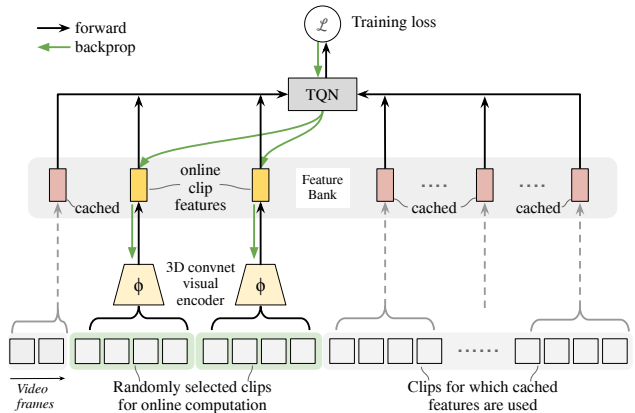 forward
backprop
ℒ
Training loss
TQN
online
clip
features
Feature
Bank
cached
cached
cached
....
....
3D convnet
visual
encoder
ϕ
ϕ
......
Video
frames
Randomly selected clips
for online computation
Clips for which cached
features are used